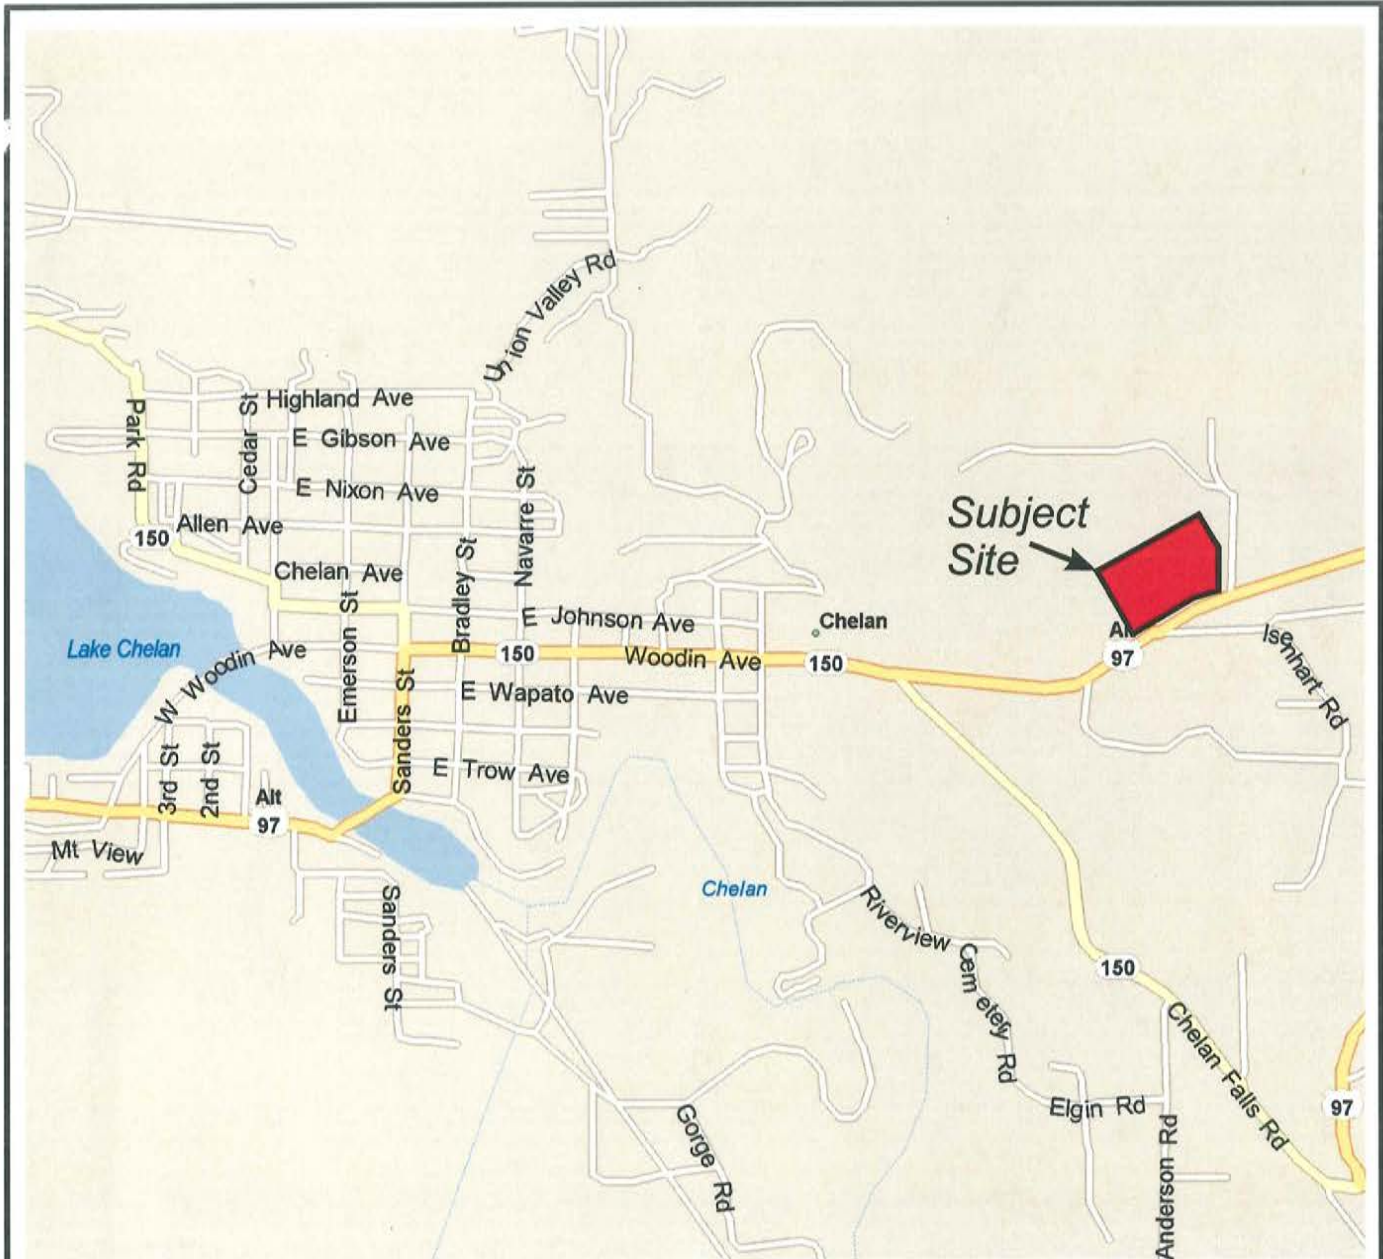 Union Valley Rd
Highland Ave
Park Rd
Cedar St
E Gibson Ave
E Nixon Ave
Navarre St
Allen Ave
150
Subject
Site
Chelan Ave
Bradley St
Emerson St
E Johnson Ave
Chelan
Lake Chelan
W Woodin Ave
150
Woodin Ave
150
Alt
97
Isenhart Rd
Sanders St
E Wapato Ave
3rd St
2nd St
E Trow Ave
Alt
97
Mt View
Chelan
Sanders St
Riverview
Cemetery Rd
150
Chelan Falls Rd
Elgin Rd
97
Gorge Rd
Anderson Rd